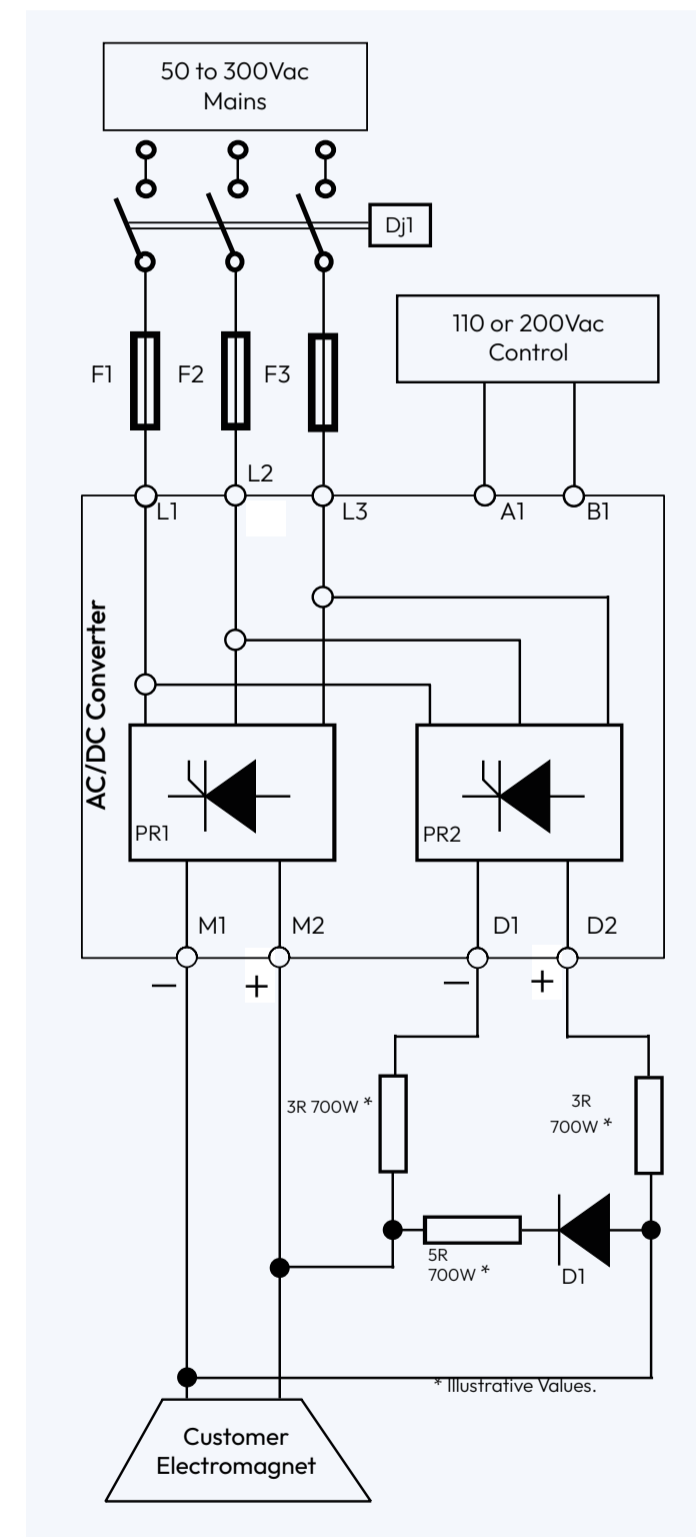 50 to 300Vac
Mains
Dj1
110 or 200Vac
Control
F1
F2
F3
L2
L1
L3
A1
B1
AC/DC Converter
PR1
PR2
M1
M2
D1
D2
−
+
−
+
3R 700W *
3R
700W *
5R
700W *
D1
* Illustrative Values.
Customer
Electromagnet